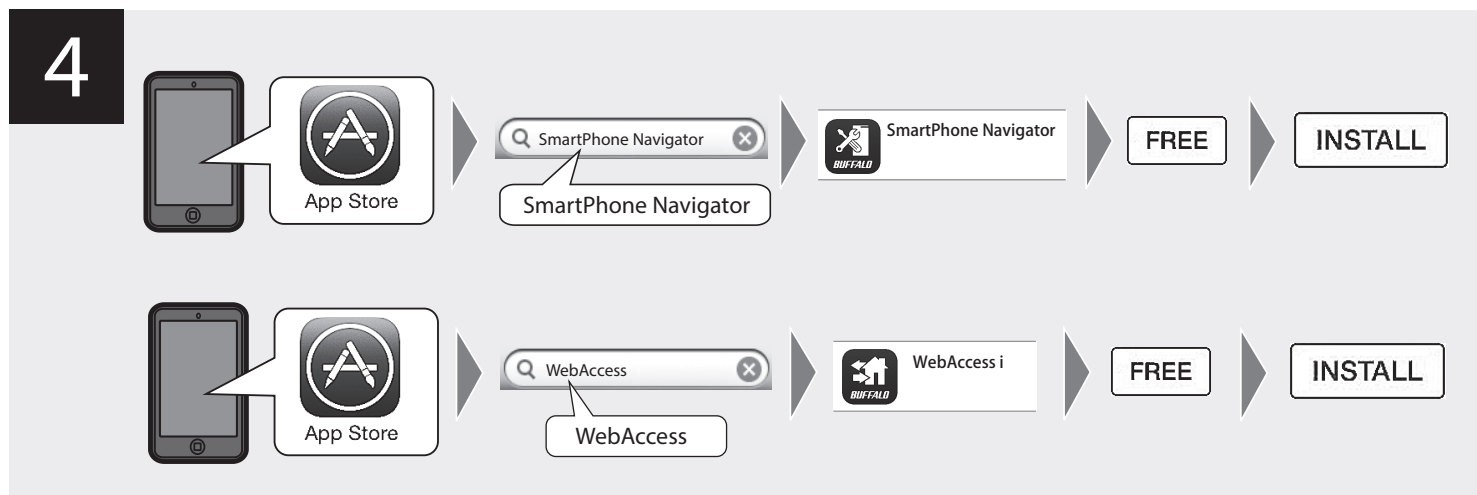 4
App Store
SmartPhone Navigator
SmartPhone Navigator
BUFFALO
SmartPhone Navigator
FREE
INSTALL
App Store
WebAccess
WebAccess
BUFFALO
WebAccess i
FREE
INSTALL